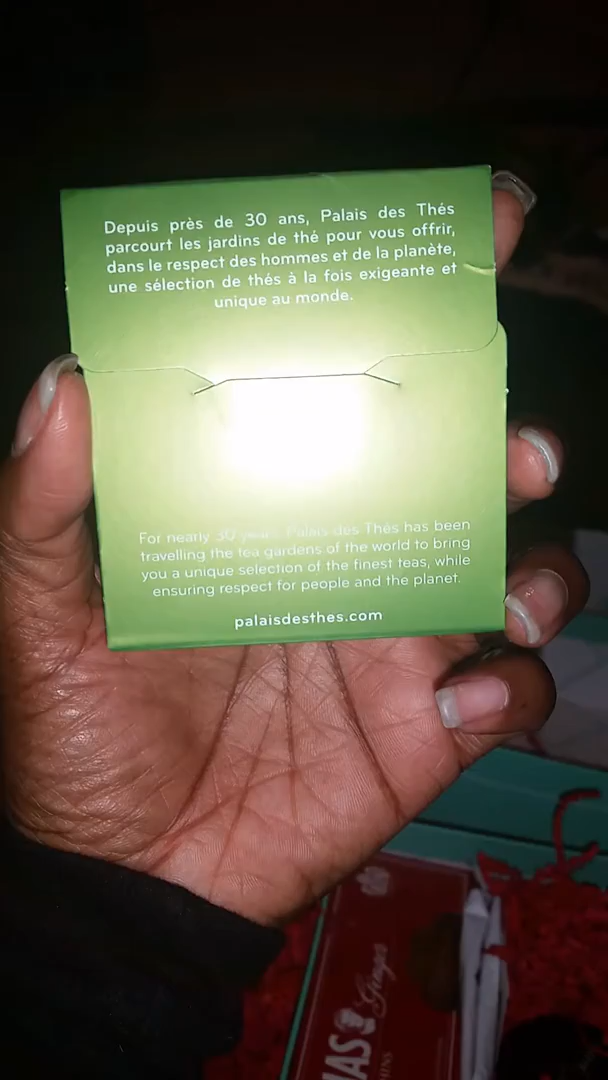 Depuis près de 30 ans, Palais des Thés
parcourt les jardins de thé pour vous offrir,
dans le respect des hommes et de la planète,
une sélection de thés à la fois exigeante et
unique au monde.
For nearly 30 years, Palais des Thés has been
travelling the tea gardens of the world to bring
you a unique selection of the finest teas, while
ensuring respect for people and the planet.
palaisdesthes.com
Ginger